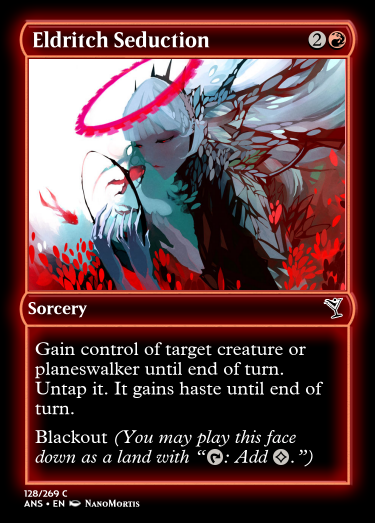 Eldritch Seduction 2
Sorcery
Gain control of target creature or
planeswalker until end of turn.
Untap it. It gains haste until end of
turn.
Blackout (You may play this face
down as a land with “: Add .”)
128/269 C
ANS • EN NanoMortis